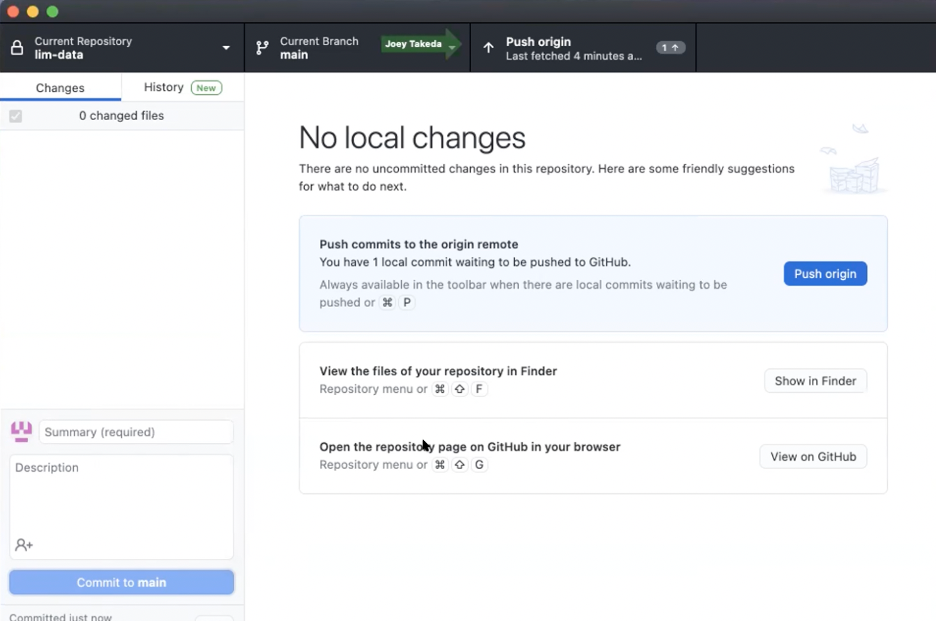 Current Repository
lim-data
Current Branch
main
Joey Takeda
Push origin
Last fetched 4 minutes a...
1
Changes
History New
0 changed files
No local changes
There are no uncommitted changes in this repository. Here are some friendly suggestions
for what to do next.
Push commits to the origin remote
You have 1 local commit waiting to be pushed to GitHub.
Always available in the toolbar when there are local commits waiting to be
pushed or ⌘ P
Push origin
View the files of your repository in Finder
Repository menu or ⌘ ⇧ F
Show in Finder
Open the repository page on GitHub in your browser
Repository menu or ⌘ ⇧ G
View on GitHub
Summary (required)
Description
Commit to main
Committed just now